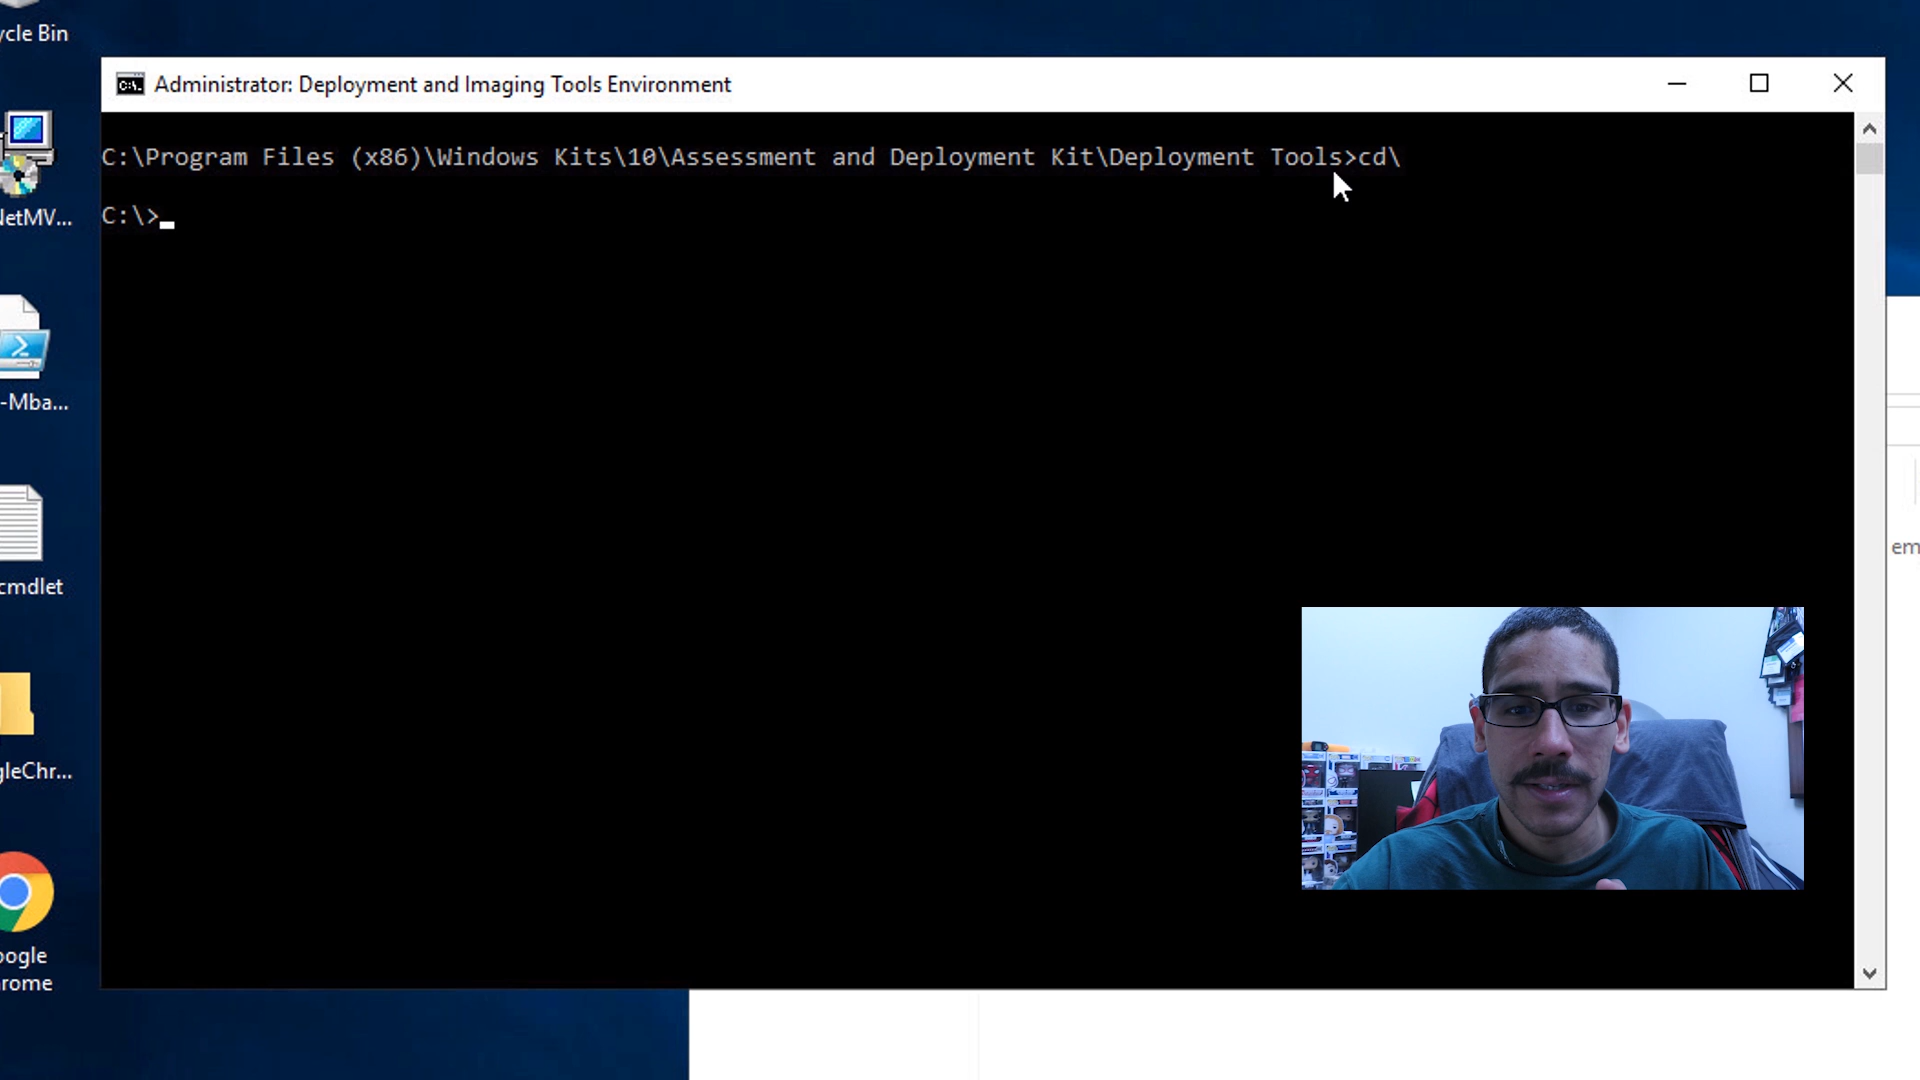 ycle Bin
Administrator: Deployment and Imaging Tools Environment
C:\Program Files (x86)\Windows Kits\10\Assessment and Deployment Kit\Deployment Tools>cd\
C:\>
NetMV...
-Mba...
cmdlet
gleChr...
oogle
rome
em